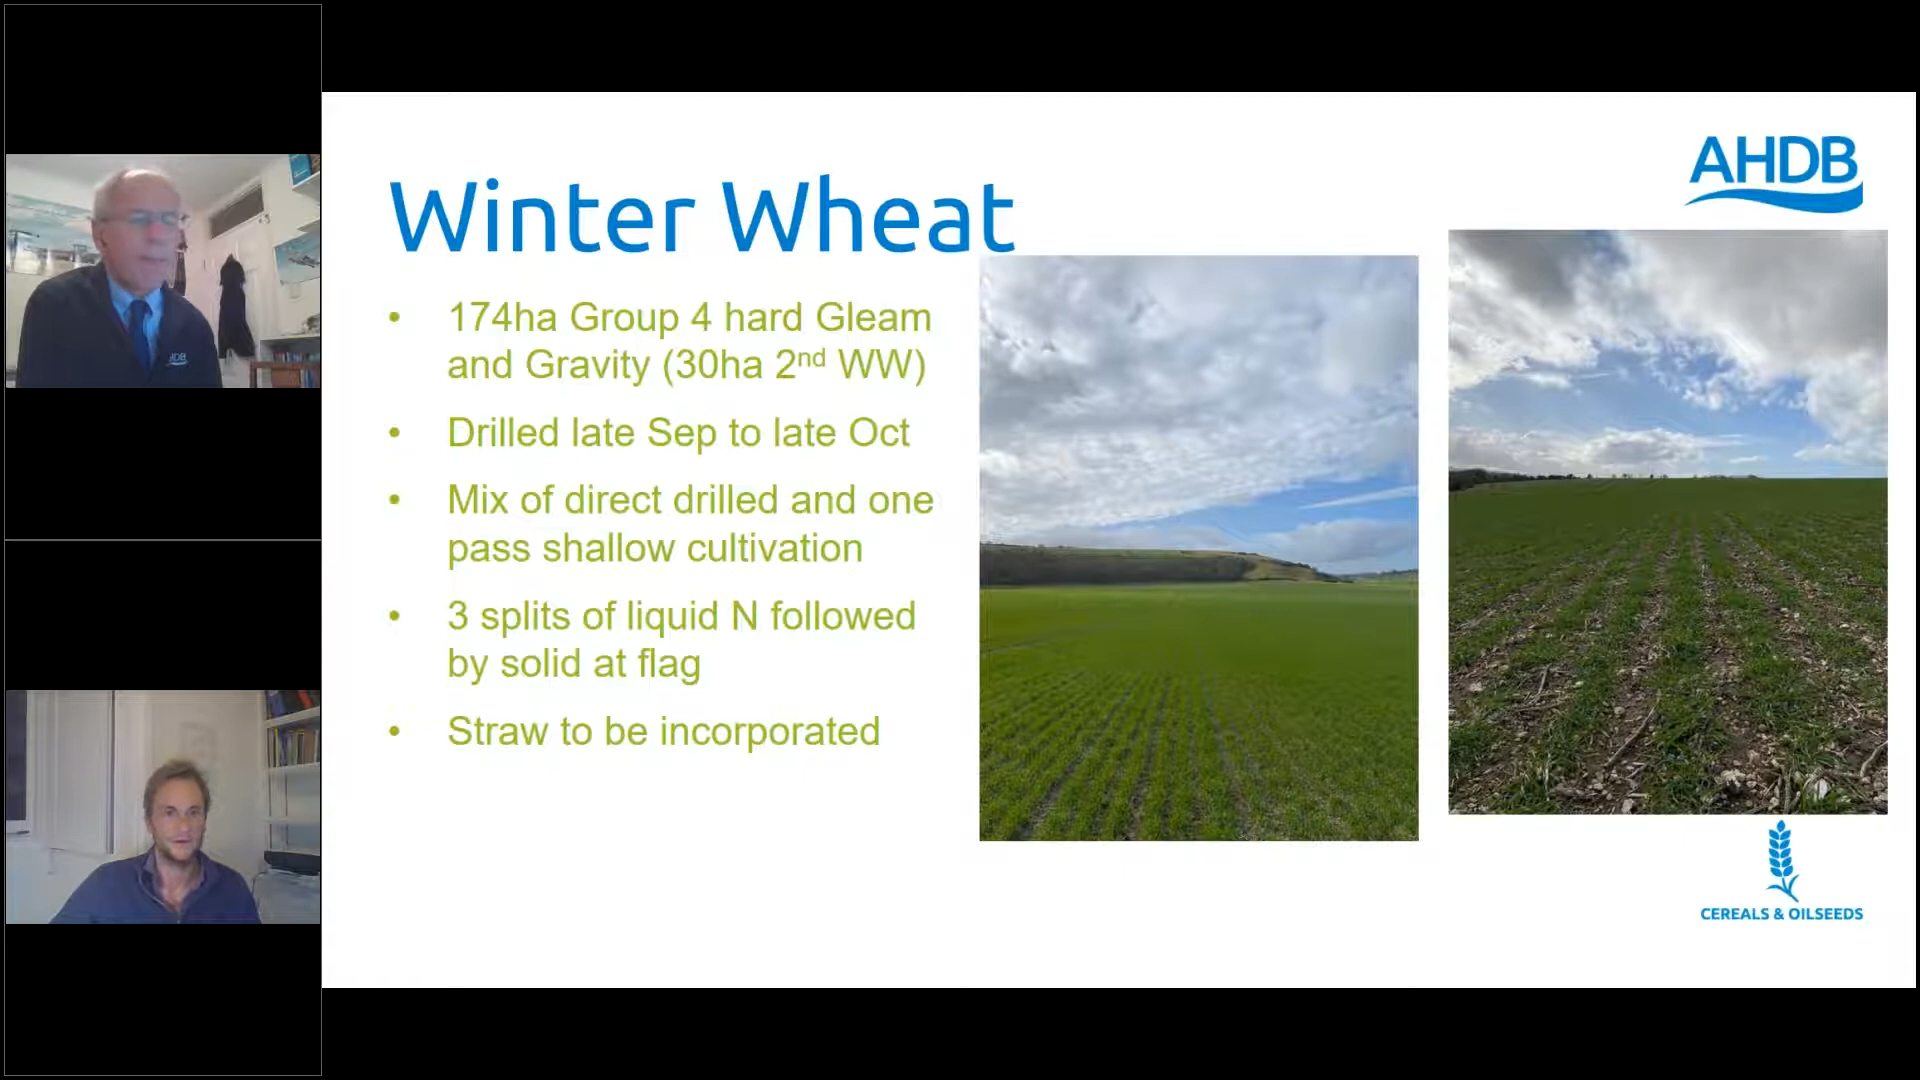 AHDB
Winter Wheat
• 174ha Group 4 hard Gleam
and Gravity (30ha 2nd WW)
• Drilled late Sep to late Oct
• Mix of direct drilled and one
pass shallow cultivation
• 3 splits of liquid N followed
by solid at flag
• Straw to be incorporated
CEREALS & OILSEEDS